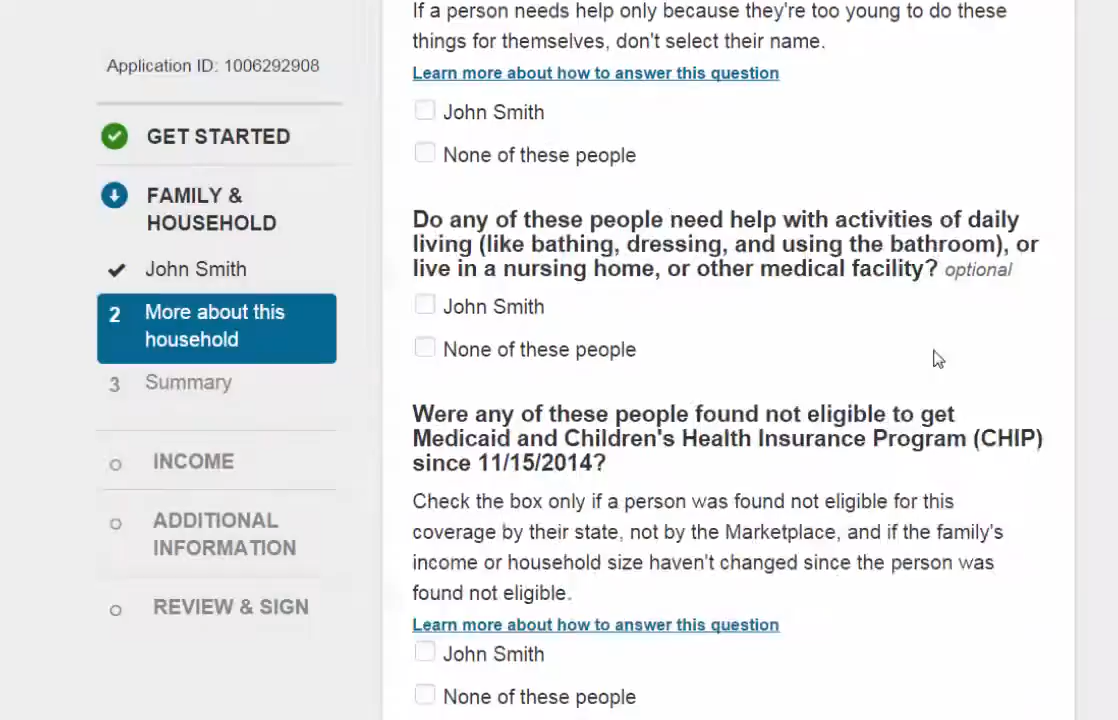 Application ID: 1006292908
GET STARTED
FAMILY &
HOUSEHOLD
John Smith
2 More about this
household
3 Summary
INCOME
ADDITIONAL
INFORMATION
REVIEW & SIGN
If a person needs help only because they're too young to do these
things for themselves, don't select their name.
Learn more about how to answer this question
John Smith
None of these people
Do any of these people need help with activities of daily
living (like bathing, dressing, and using the bathroom), or
live in a nursing home, or other medical facility? optional
John Smith
None of these people
Were any of these people found not eligible to get
Medicaid and Children's Health Insurance Program (CHIP)
since 11/15/2014?
Check the box only if a person was found not eligible for this
coverage by their state, not by the Marketplace, and if the family's
income or household size haven't changed since the person was
found not eligible.
Learn more about how to answer this question
John Smith
None of these people